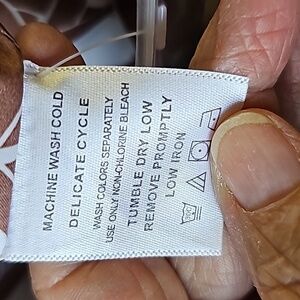 MACHINE WASH COLD
DELICATE CYCLE
WASH COLORS SEPARATELY
USE ONLY NON-CHLORINE BLEACH
TUMBLE DRY LOW
REMOVE PROMPTLY
LOW IRON